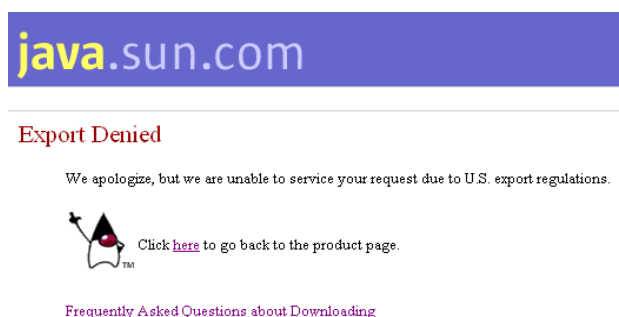 java.sun.com
Export Denied
We apologize, but we are unable to service your request due to U.S. export regulations.
Click here to go back to the product page.
TM
Frequently Asked Questions about Downloading